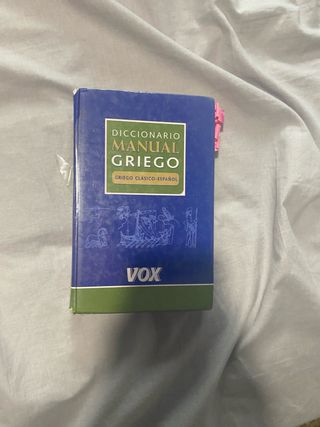 DICCIONARIO
MANUAL
GRIEGO
GRIEGO CLÁSICO-ESPAÑOL
VOX